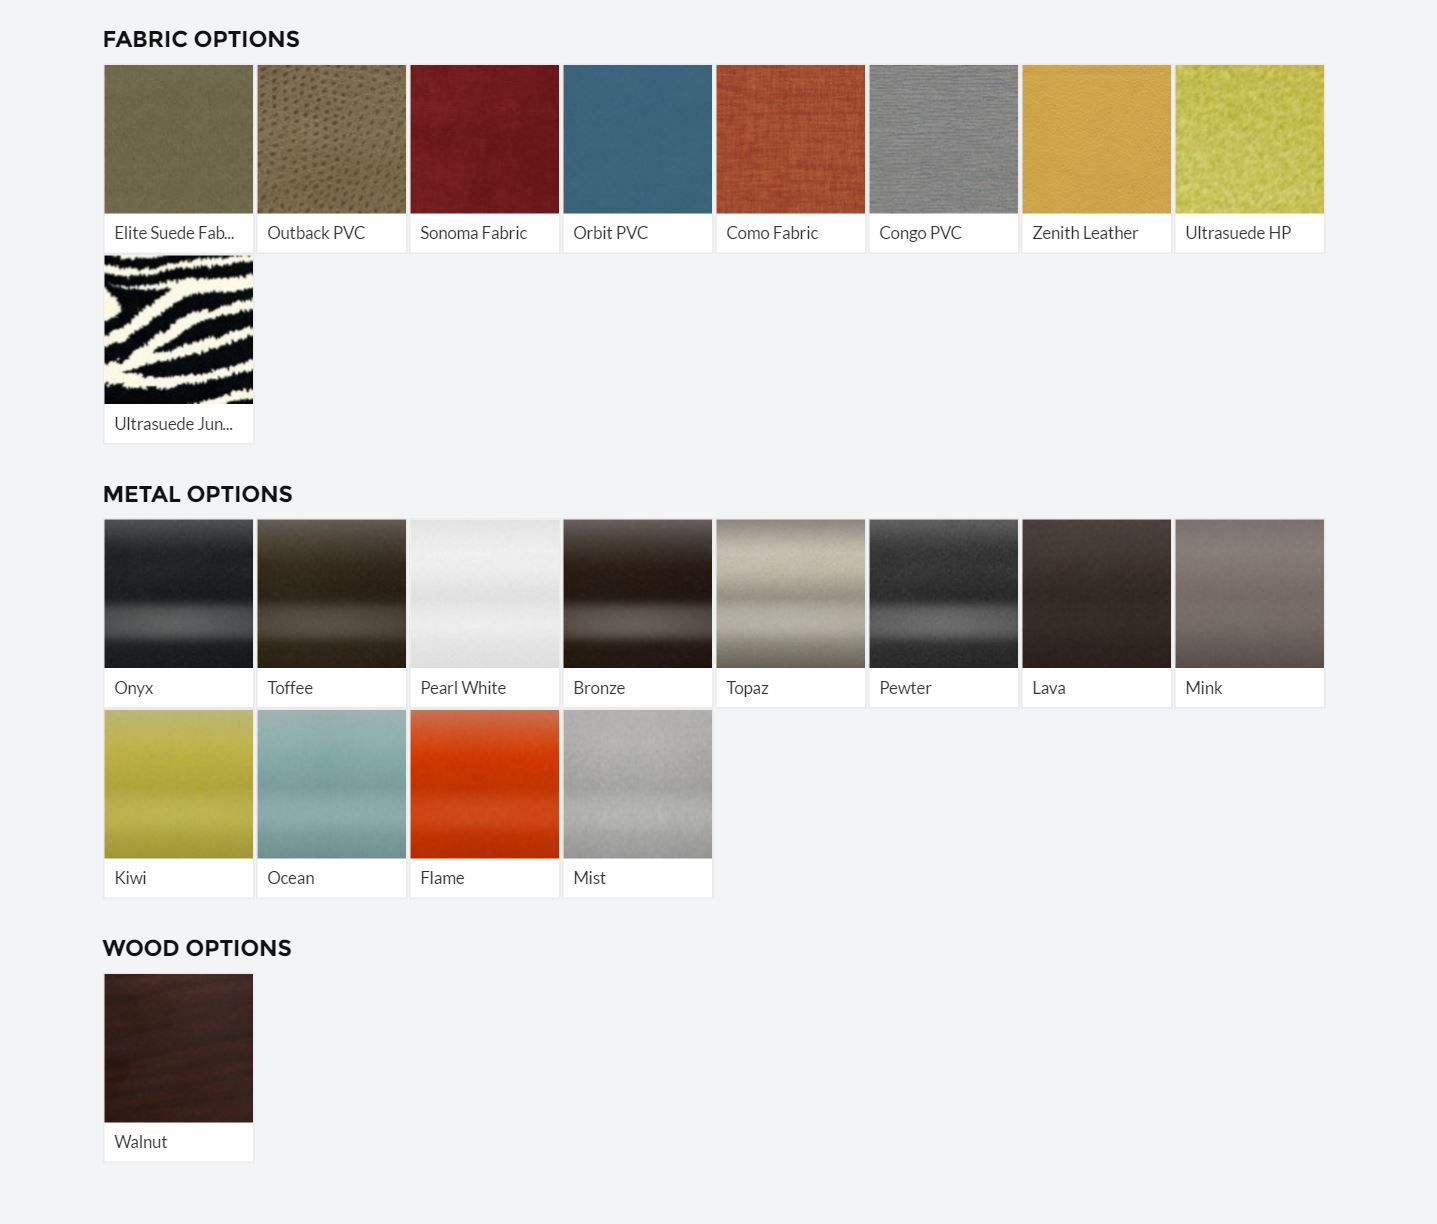 FABRIC OPTIONS
Elite Suede Fab...
Outback PVC
Sonoma Fabric
Orbit PVC
Como Fabric
Congo PVC
Zenith Leather
Ultrasuede HP
Ultrasuede Jun...
METAL OPTIONS
Onyx
Toffee
Pearl White
Bronze
Topaz
Pewter
Lava
Mink
Kiwi
Ocean
Flame
Mist
WOOD OPTIONS
Walnut